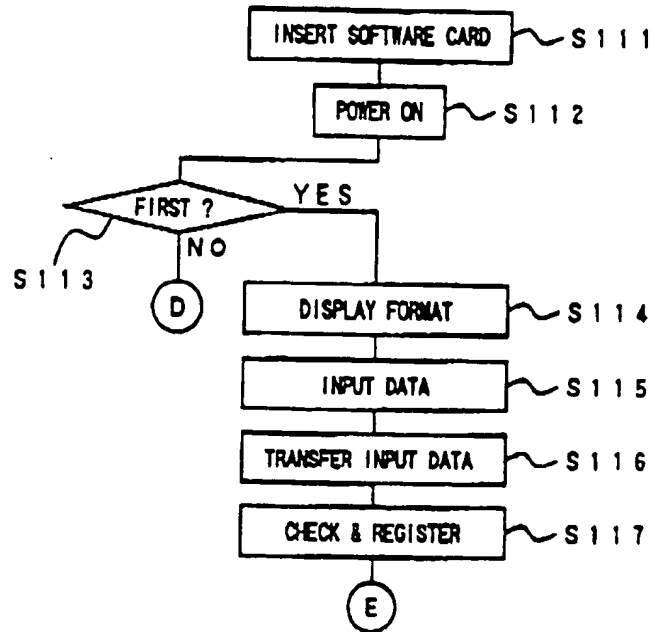 INSERT SOFTWARE CARD S111
POWER ON S112
FIRST ? YES
NO
S113
D
DISPLAY FORMAT S114
INPUT DATA S115
TRANSFER INPUT DATA S116
CHECK & REGISTER S117
E